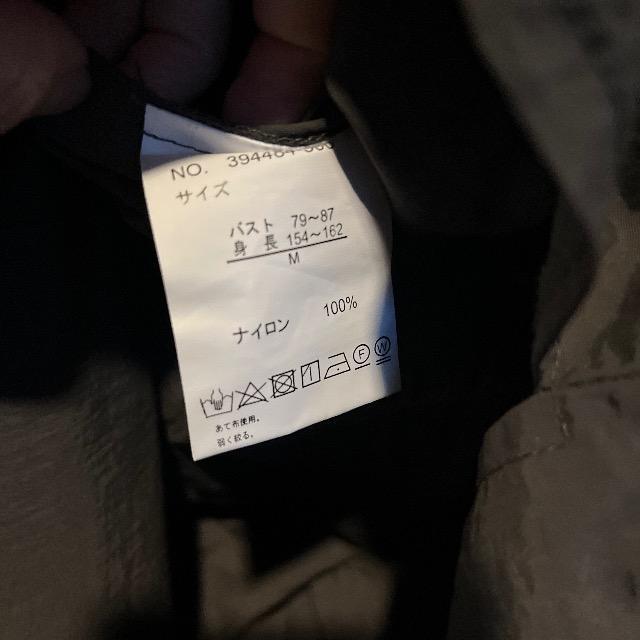 NO. 394484
サイズ
バスト 79～87
身 長 154～162
M
ナイロン 100%
F W
あて布使用。
弱く絞る。